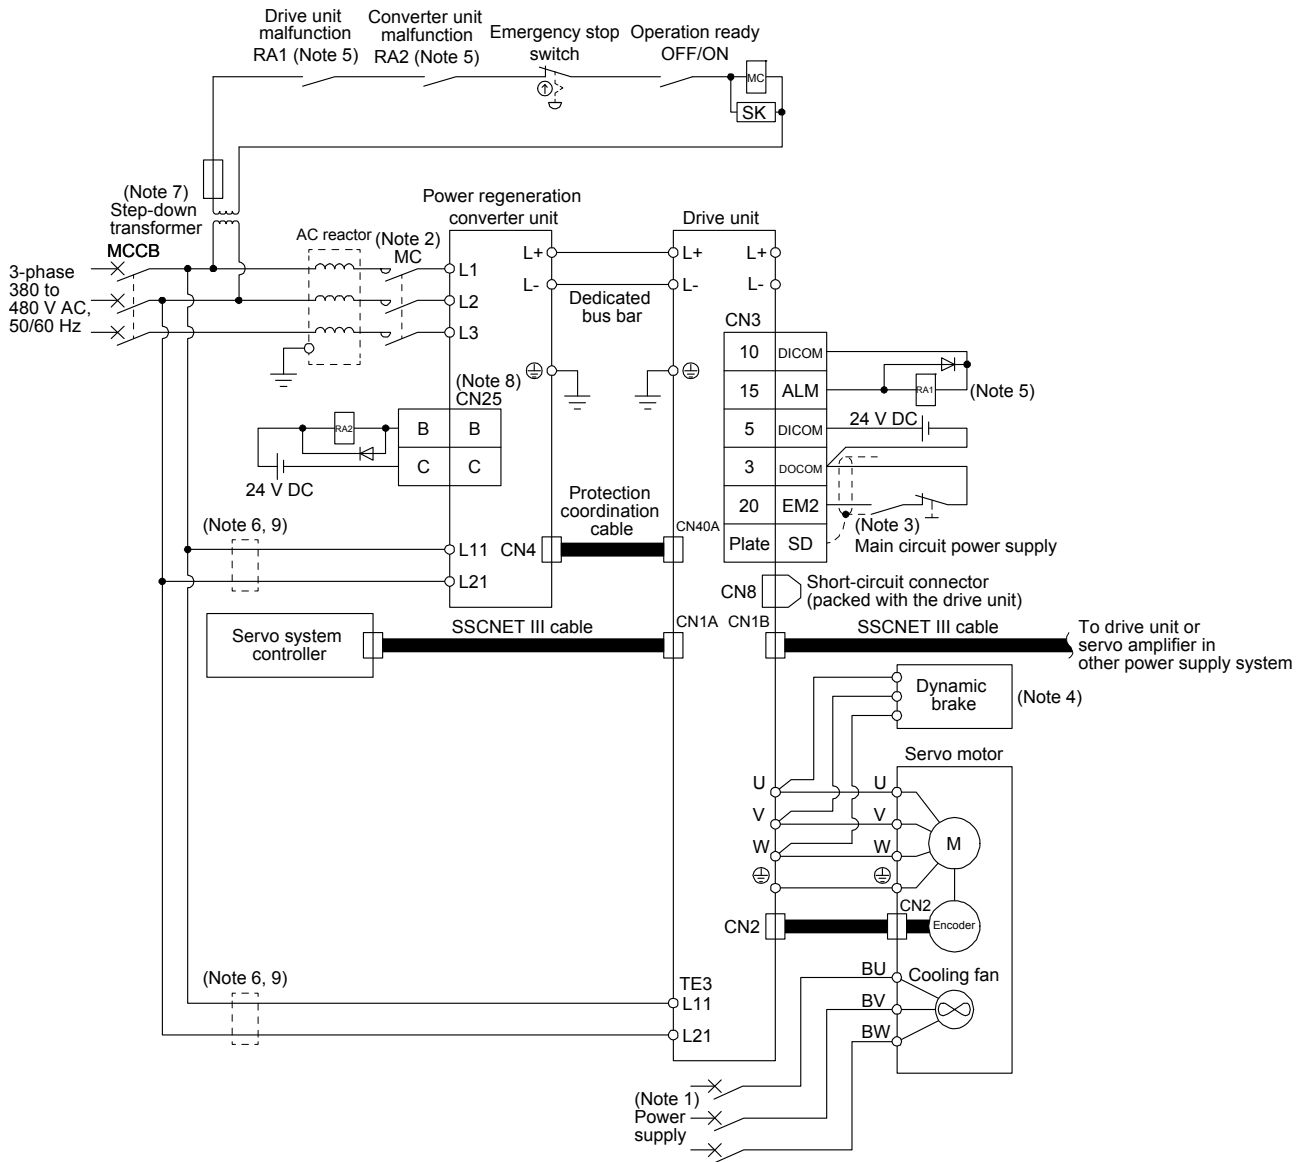 Drive unit
malfunction
RA1 (Note 5)
Converter unit
malfunction
RA2 (Note 5)
Emergency stop
switch
Operation ready
OFF/ON
MC
SK
(Note 7)
Step-down
transformer
MCCB
AC reactor
(Note 2)
MC
Power regeneration
converter unit
Drive unit
3-phase
380 to
480 V AC,
50/60 Hz
L1
L2
L3
L+
L-
L+
L-
L+
L-
Dedicated
bus bar
CN3
10 DICOM
15 ALM
5 DICOM
3 DOCOM
20 EM2
Plate SD
RA1
(Note 5)
24 V DC
(Note 3)
Main circuit power supply
(Note 8)
CN25
B B
C C
RA2
24 V DC
Protection
coordination
cable
CN40A
CN4
(Note 6, 9)
L11
L21
CN8
Short-circuit connector
(packed with the drive unit)
Servo system
controller
SSCNET III cable
CN1A
CN1B
SSCNET III cable
To drive unit or
servo amplifier in
other power supply system
Dynamic
brake
(Note 4)
Servo motor
U
U
V
V
W
W
M
CN2
CN2
Encoder
(Note 6, 9)
TE3
L11
L21
BU
BV
BW
Cooling fan
(Note 1)
Power
supply